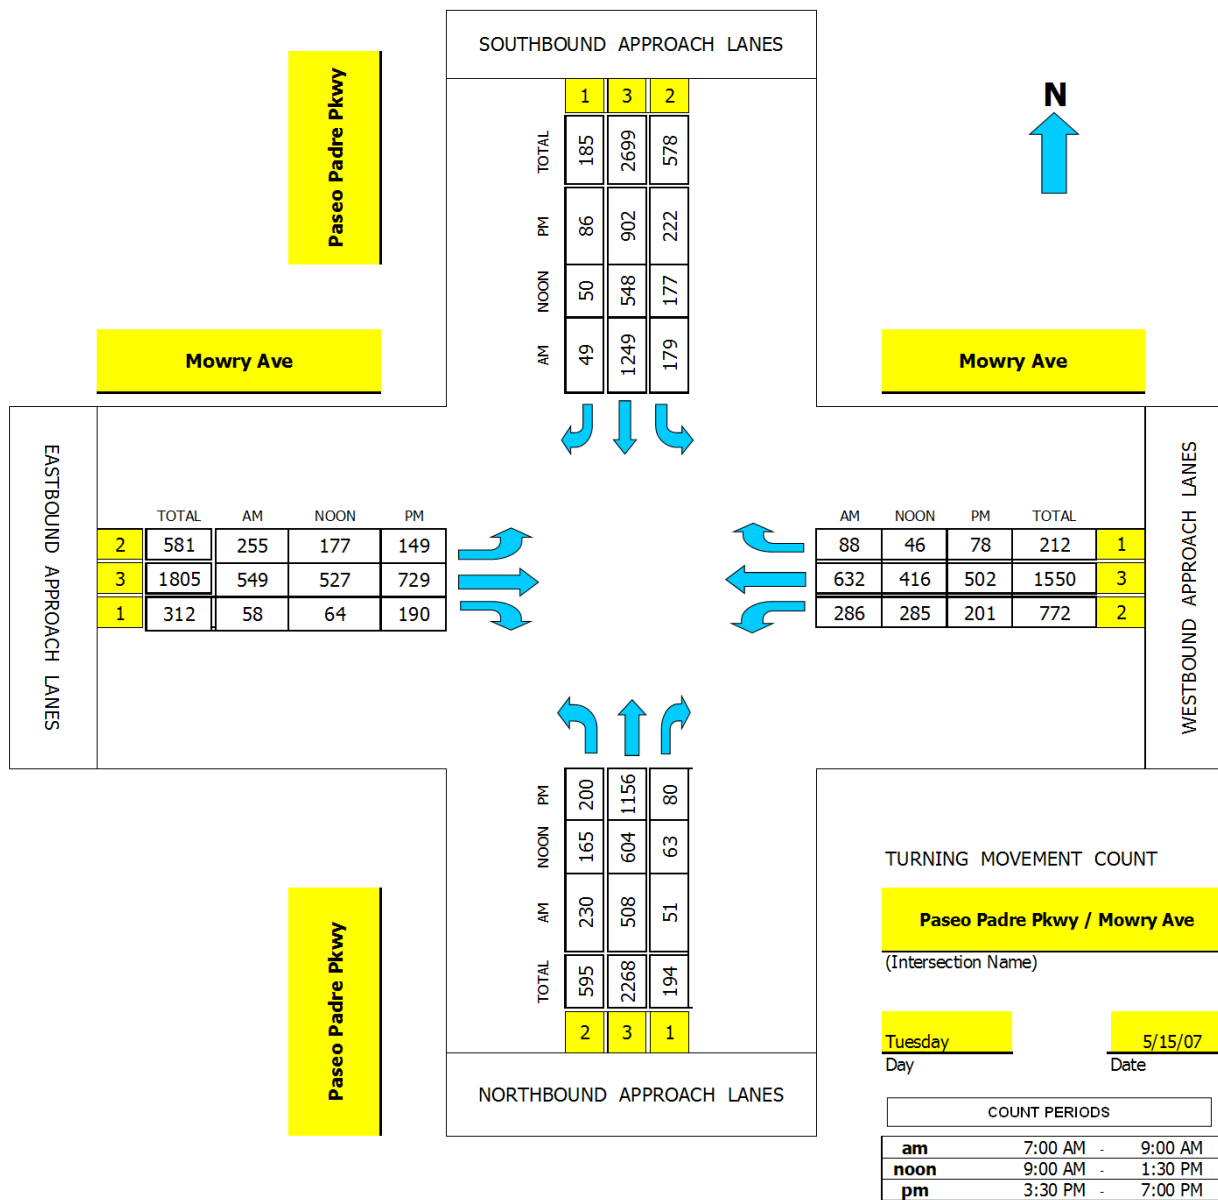 SOUTHBOUND APPROACH LANES
1 3 2
TOTAL 185 2699 578
PM 86 902 222
NOON 50 548 177
AM 49 1249 179
Paseo Padre Pkwy
N
Mowry Ave
Mowry Ave
EASTBOUND APPROACH LANES
TOTAL AM NOON PM
2 581 255 177 149
3 1805 549 527 729
1 312 58 64 190
AM NOON PM TOTAL
88 46 78 212 1
632 416 502 1550 3
286 285 201 772 2
WESTBOUND APPROACH LANES
PM 200 1156 80
NOON 165 604 63
AM 230 508 51
TOTAL 595 2268 194
2 3 1
NORTHBOUND APPROACH LANES
Paseo Padre Pkwy
TURNING MOVEMENT COUNT
Paseo Padre Pkwy / Mowry Ave
(Intersection Name)
Tuesday 5/15/07
Day Date
COUNT PERIODS
am 7:00 AM - 9:00 AM
noon 9:00 AM - 1:30 PM
pm 3:30 PM - 7:00 PM